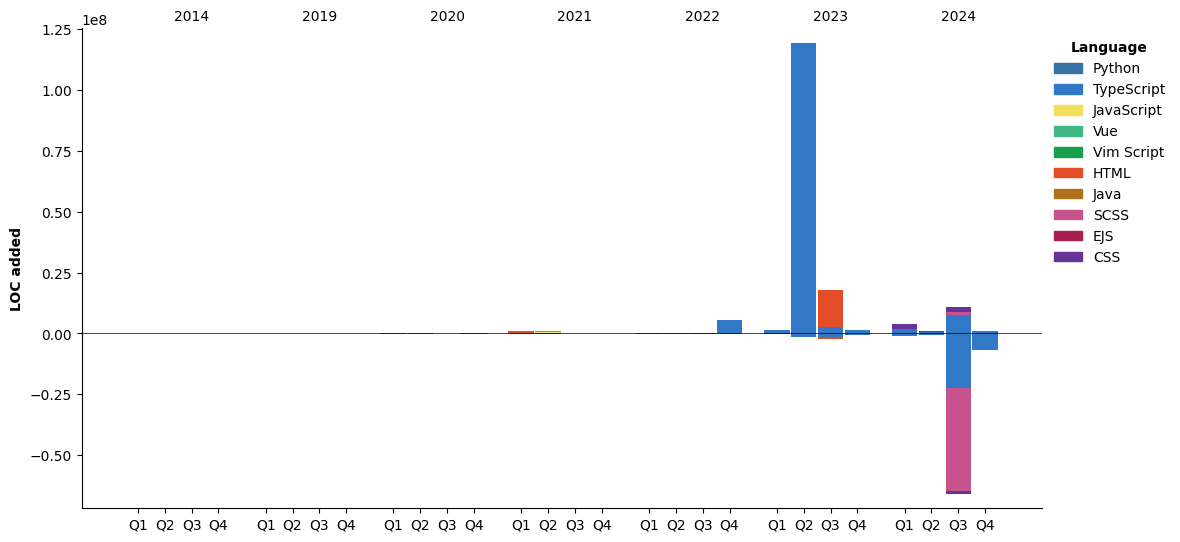 1e8
2014 2019 2020 2021 2022 2023 2024
1.25
1.00
0.75
0.50
0.25
0.00
−0.25
−0.50
LOC added
Q1 Q2 Q3 Q4 Q1 Q2 Q3 Q4 Q1 Q2 Q3 Q4 Q1 Q2 Q3 Q4 Q1 Q2 Q3 Q4 Q1 Q2 Q3 Q4 Q1 Q2 Q3 Q4
Language
Python
TypeScript
JavaScript
Vue
Vim Script
HTML
Java
SCSS
EJS
CSS